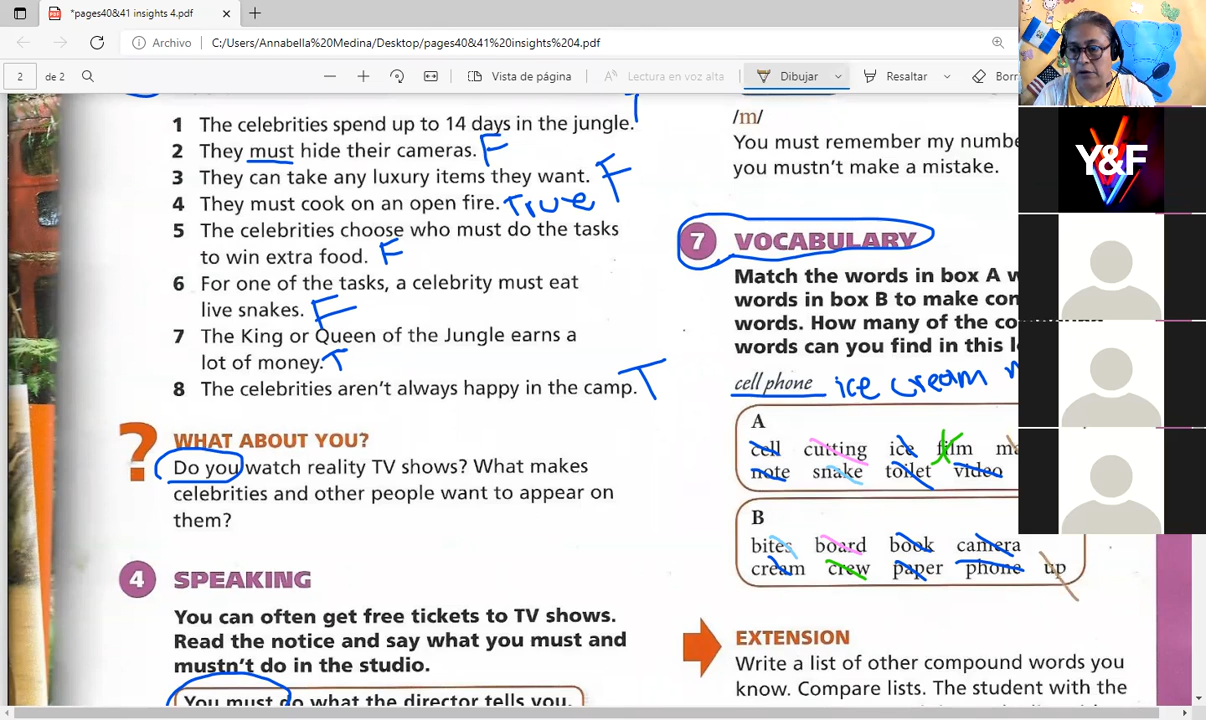 *pages40&41 insights 4.pdf
Archivo
C:/Users/Annabella%20Medina/Desktop/pages40&41%20insights%204.pdf
2
de 2
Vista de página
Lectura en voz alta
Dibujar
Resaltar
Borr
1 The celebrities spend up to 14 days in the jungle. T
2 They must hide their cameras. F
3 They can take any luxury items they want. F
4 They must cook on an open fire. True
5 The celebrities choose who must do the tasks
to win extra food. F
6 For one of the tasks, a celebrity must eat
live snakes. F
7 The King or Queen of the Jungle earns a
lot of money. T
8 The celebrities aren't always happy in the camp. T
? WHAT ABOUT YOU?
Do you watch reality TV shows? What makes
celebrities and other people want to appear on
them?
4 SPEAKING
You can often get free tickets to TV shows.
Read the notice and say what you must and
mustn't do in the studio.
You must do what the director tells you.
/m/
You must remember my numbe
you mustn't make a mistake.
7 VOCABULARY
Match the words in box A w
words in box B to make con
words. How many of the co
words can you find in this l
cell phone ice cream
A
cell cutting ice film m
note snake toilet video
B
bites board book camera
cream crew paper phone up
EXTENSION
Write a list of other compound words you
know. Compare lists. The student with the
Y&F